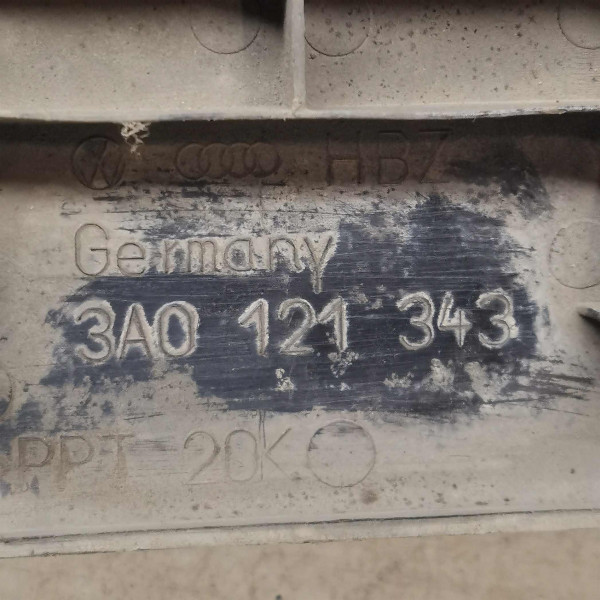 HBZ
Germany
3A0 121 343
PPT 20K